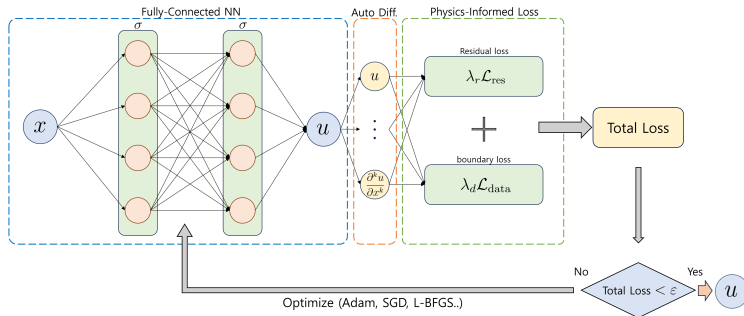 Fully-Connected NN
Auto Diff.
Physics-Informed Loss
σ
σ
Residual loss
u
λ_r ℒ_res
x
u
⋮
+
Total Loss
boundary loss
∂^k u / ∂x^k
λ_d ℒ_data
No
Yes
Total Loss < ε
u
Optimize (Adam, SGD, L-BFGS..)